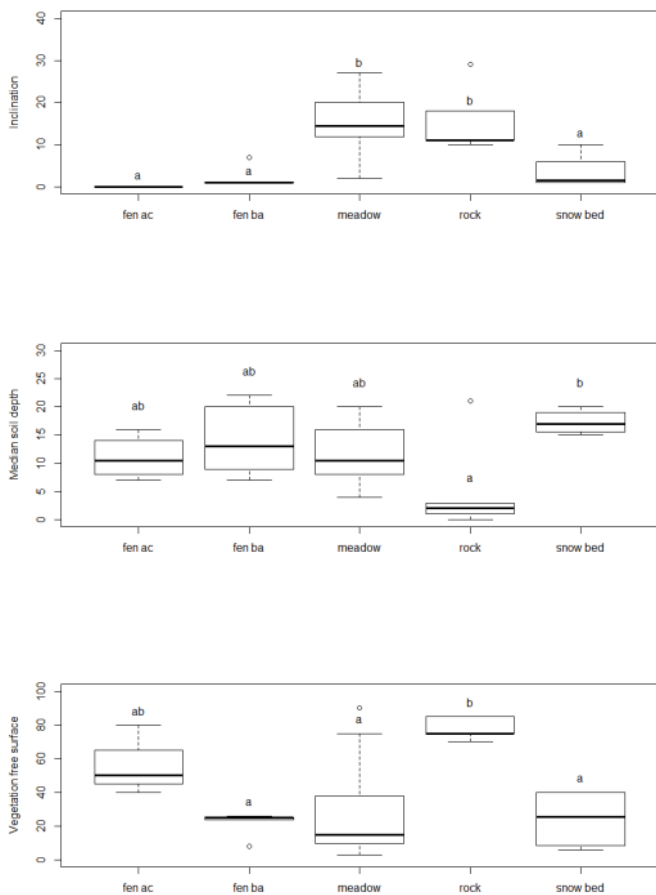 Inclination
40
30
20
10
0
a
a
b
b
a
fen ac
fen ba
meadow
rock
snow bed
Median soil depth
30
25
20
15
10
5
0
ab
ab
ab
a
b
fen ac
fen ba
meadow
rock
snow bed
Vegetation free surface
100
80
60
40
20
0
ab
a
a
b
a
fen ac
fen ba
meadow
rock
snow bed